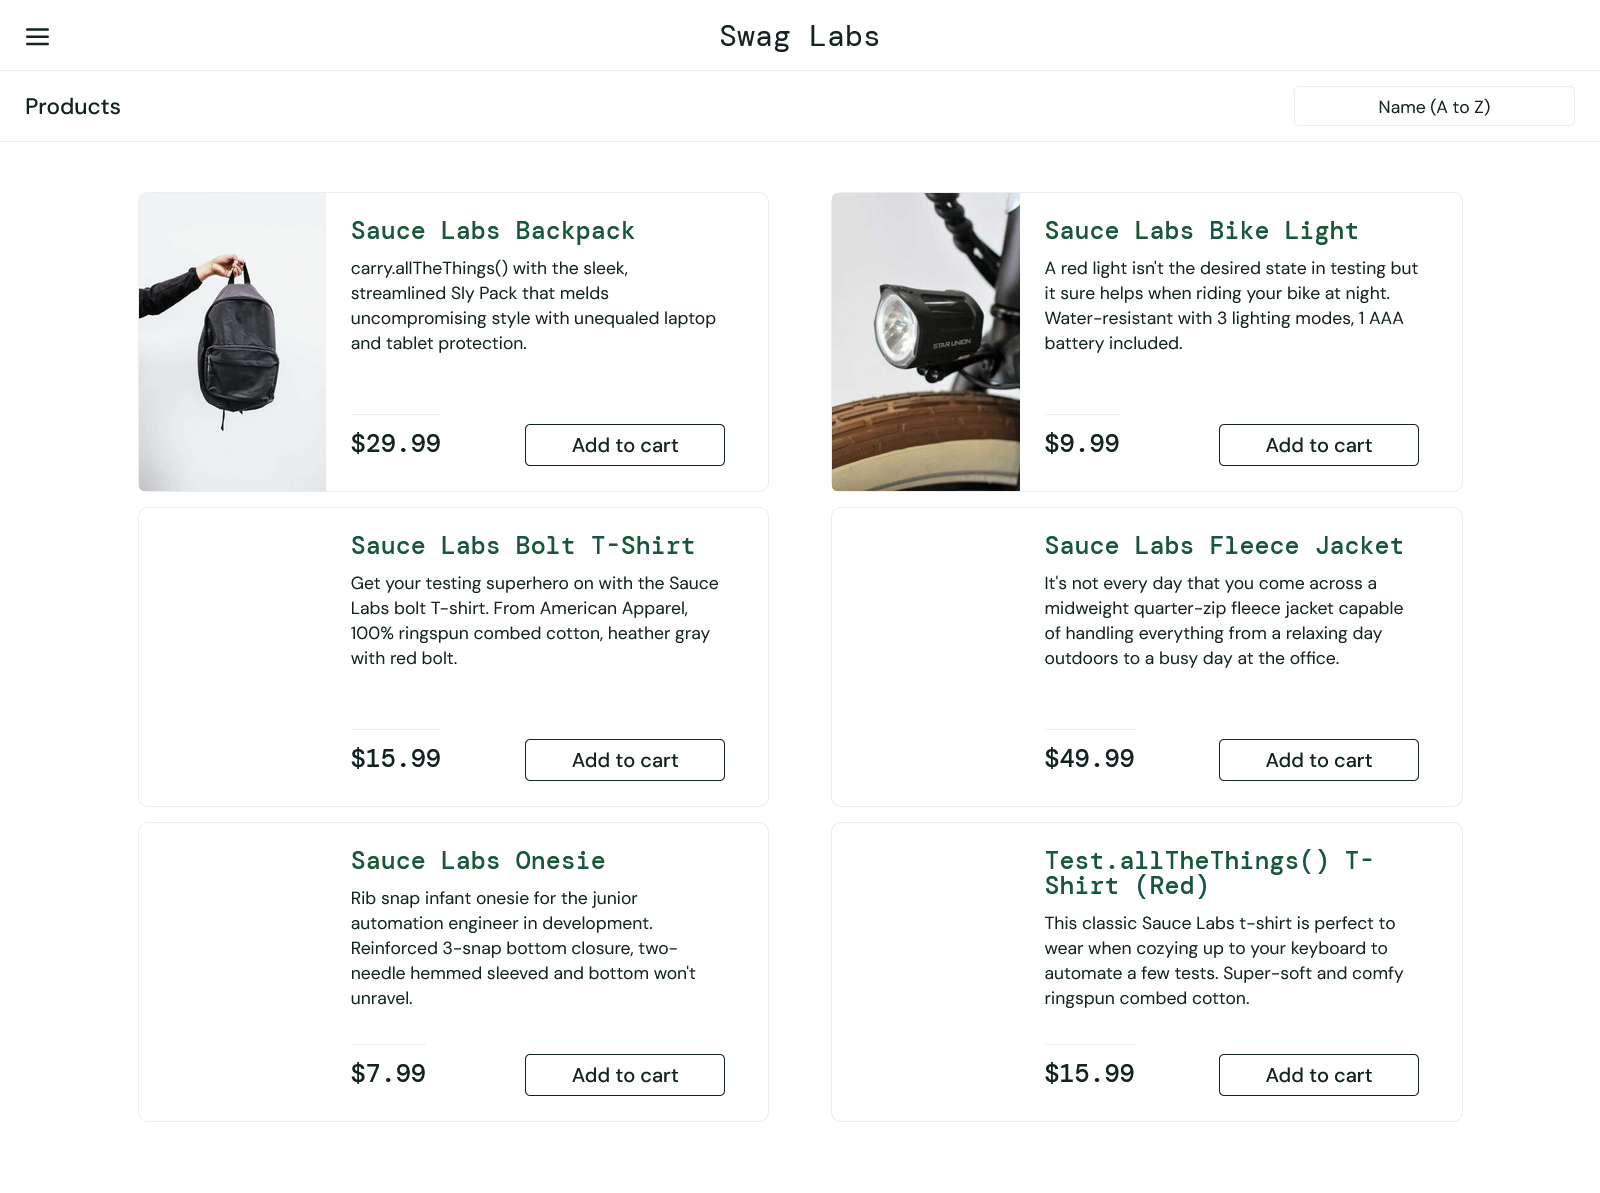 Swag Labs
Products
Name (A to Z)
Sauce Labs Backpack
carry.allTheThings() with the sleek,
streamlined Sly Pack that melds
uncompromising style with unequaled laptop
and tablet protection.
$29.99
Add to cart
STAR UNION
Sauce Labs Bike Light
A red light isn't the desired state in testing but
it sure helps when riding your bike at night.
Water-resistant with 3 lighting modes, 1 AAA
battery included.
$9.99
Add to cart
Sauce Labs Bolt T-Shirt
Get your testing superhero on with the Sauce
Labs bolt T-shirt. From American Apparel,
100% ringspun combed cotton, heather gray
with red bolt.
$15.99
Add to cart
Sauce Labs Fleece Jacket
It's not every day that you come across a
midweight quarter-zip fleece jacket capable
of handling everything from a relaxing day
outdoors to a busy day at the office.
$49.99
Add to cart
Sauce Labs Onesie
Rib snap infant onesie for the junior
automation engineer in development.
Reinforced 3-snap bottom closure, two-
needle hemmed sleeved and bottom won't
unravel.
$7.99
Add to cart
Test.allTheThings() T-
Shirt (Red)
This classic Sauce Labs t-shirt is perfect to
wear when cozying up to your keyboard to
automate a few tests. Super-soft and comfy
ringspun combed cotton.
$15.99
Add to cart